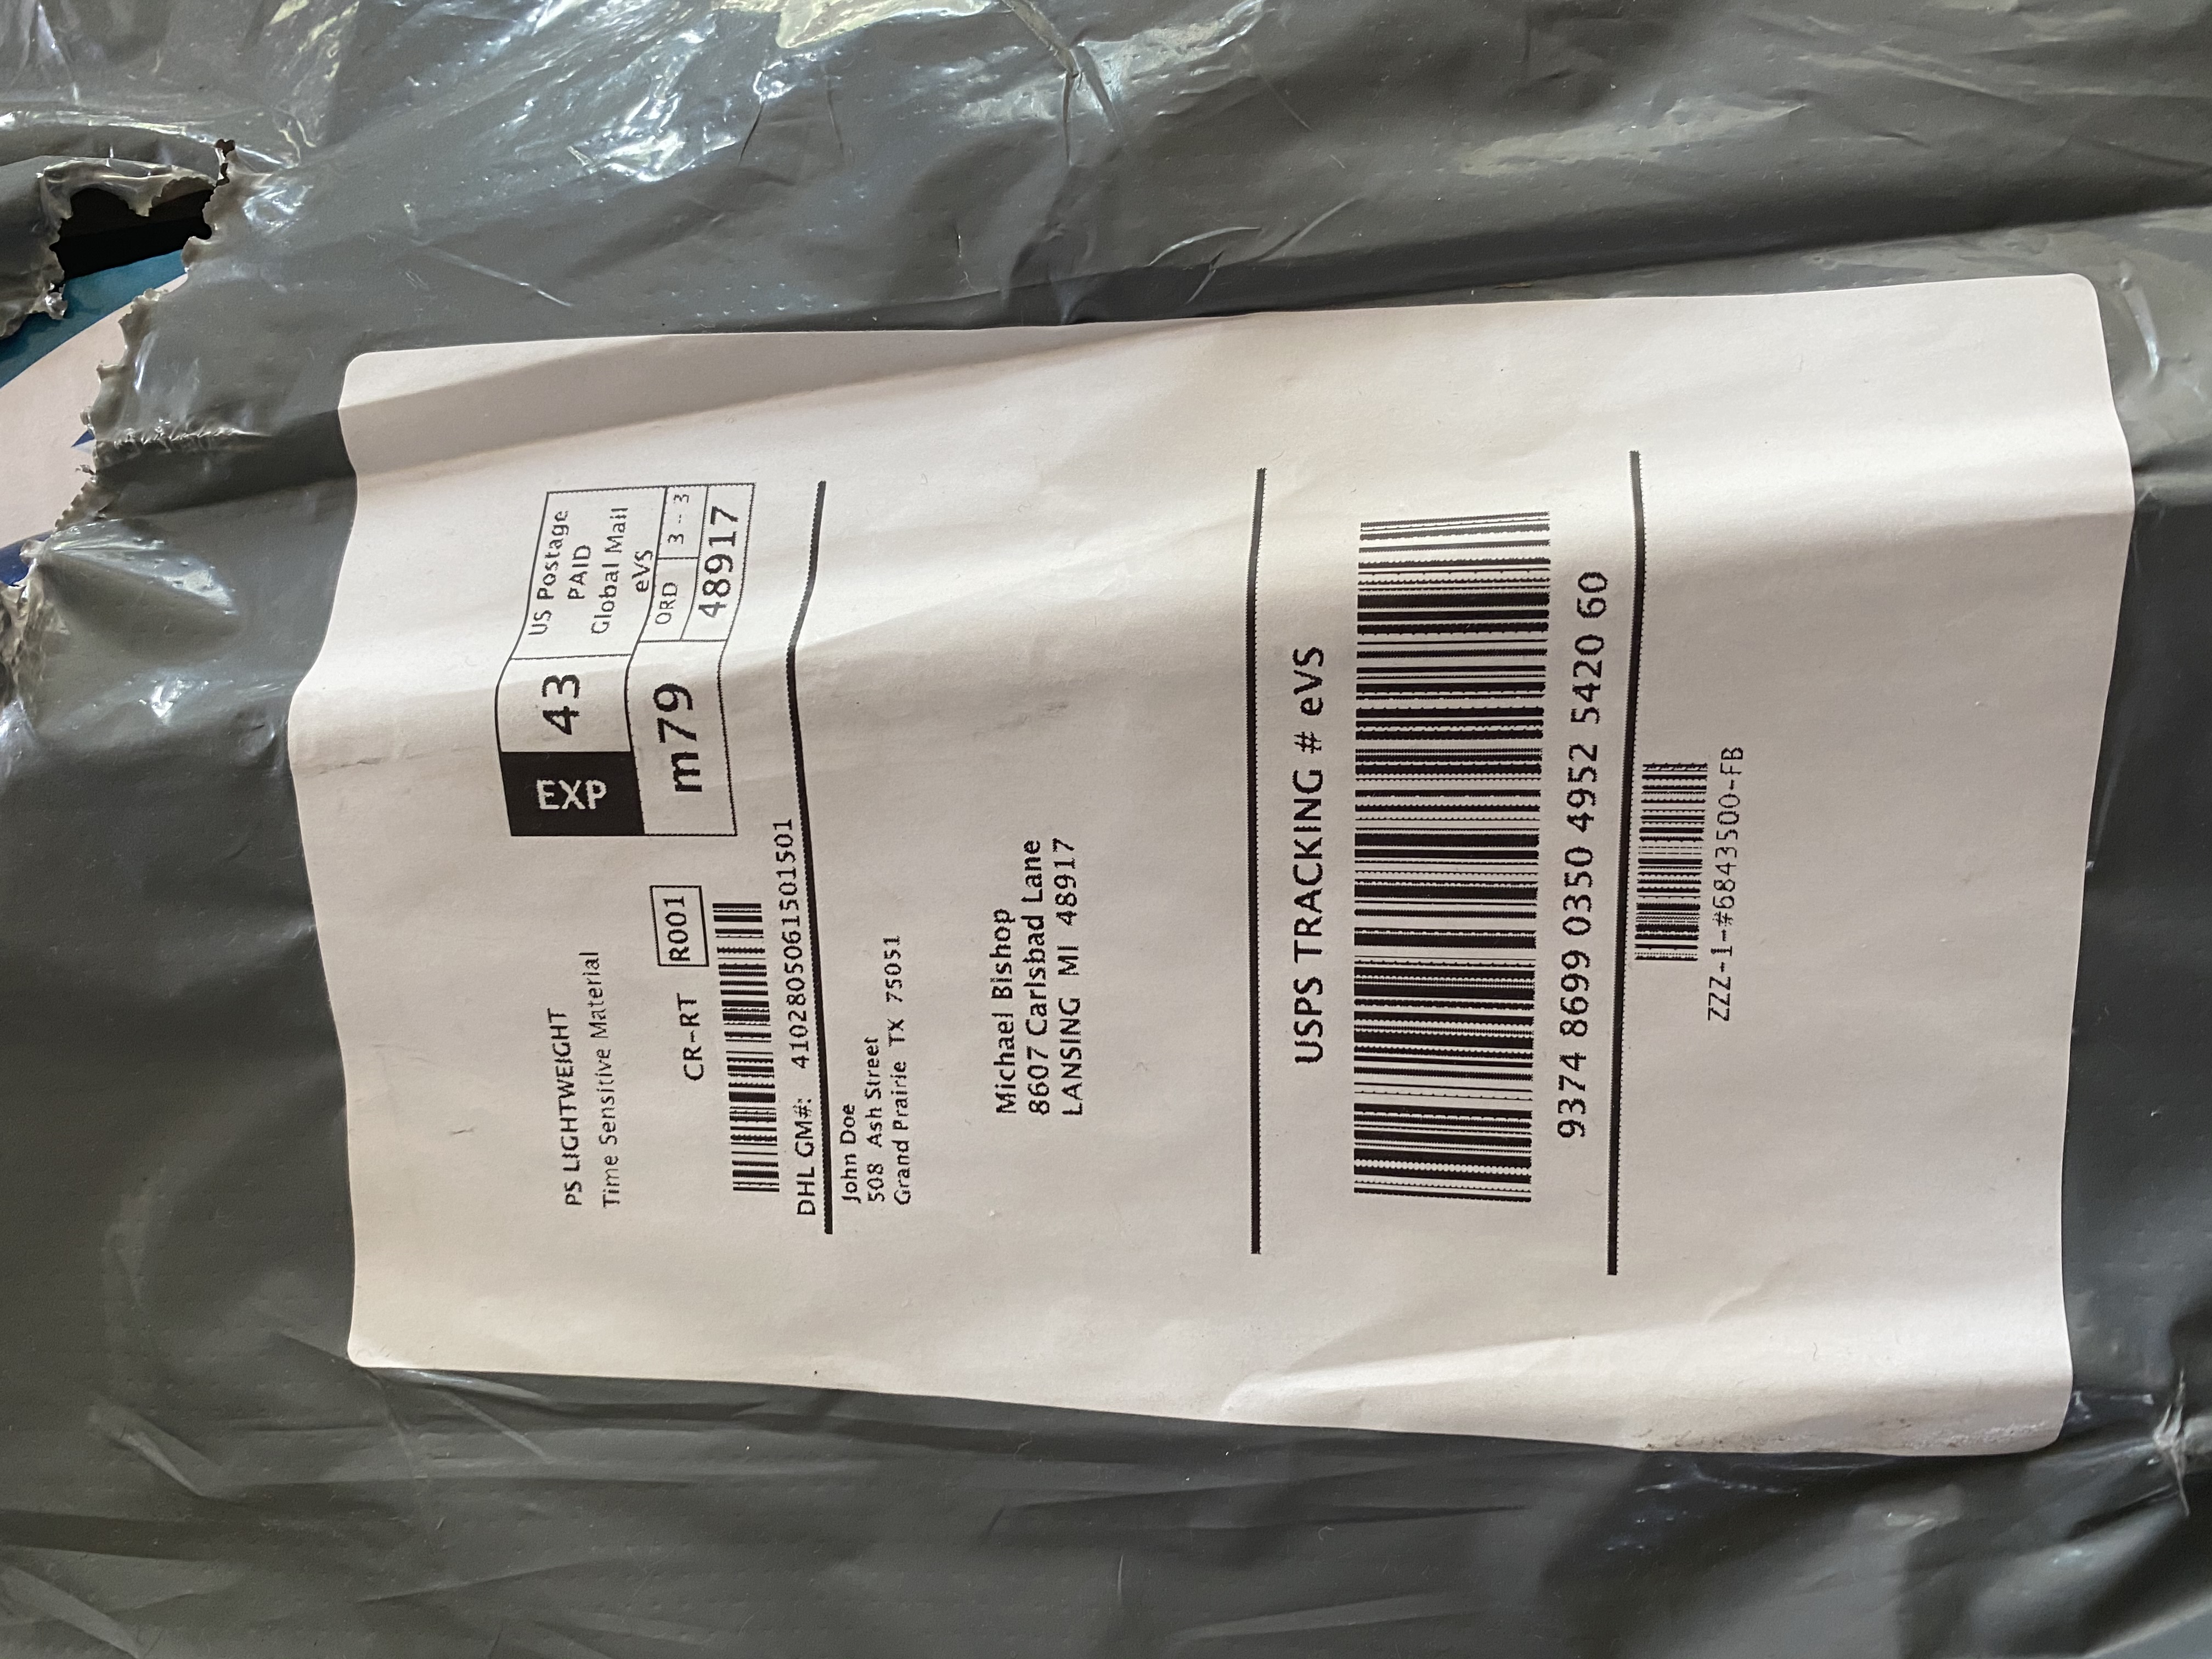 PS LIGHTWEIGHT
Time Sensitive Material
EXP 43
US Postage
PAID
Global Mail
eVS
m79
ORD 3--3
48917
CR-RT R001
DHL GM#: 4102805061501501
John Doe
508 Ash Street
Grand Prairie TX 75051
Michael Bishop
8607 Carlsbad Lane
LANSING MI 48917
USPS TRACKING # eVS
9374 8699 0350 4952 5420 60
ZZZ-1-#6843500-FB